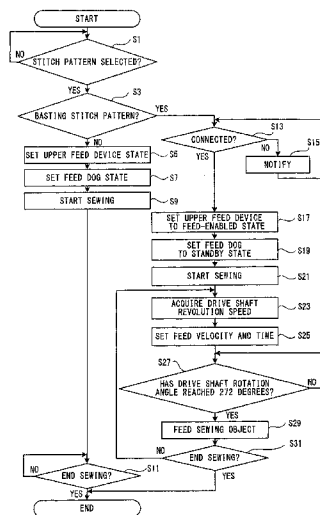 START
S1
NO
STITCH PATTERN SELECTED?
YES
S3
BASTING STITCH PATTERN?
YES
NO
S13
CONNECTED?
NO
S15
NOTIFY
YES
SET UPPER FEED DEVICE STATE
S6
SET FEED DOG STATE
S7
START SEWING
S9
SET UPPER FEED DEVICE
TO FEED-ENABLED STATE
S17
SET FEED DOG
TO STANDBY STATE
S19
START SEWING
S21
ACQUIRE DRIVE SHAFT
REVOLUTION SPEED
S23
SET FEED VELOCITY AND TIME
S25
S27
HAS DRIVE SHAFT ROTATION
ANGLE REACHED 272 DEGREES?
NO
YES
S29
FEED SEWING OBJECT
S31
NO
END SEWING?
YES
NO
END SEWING?
S11
YES
END